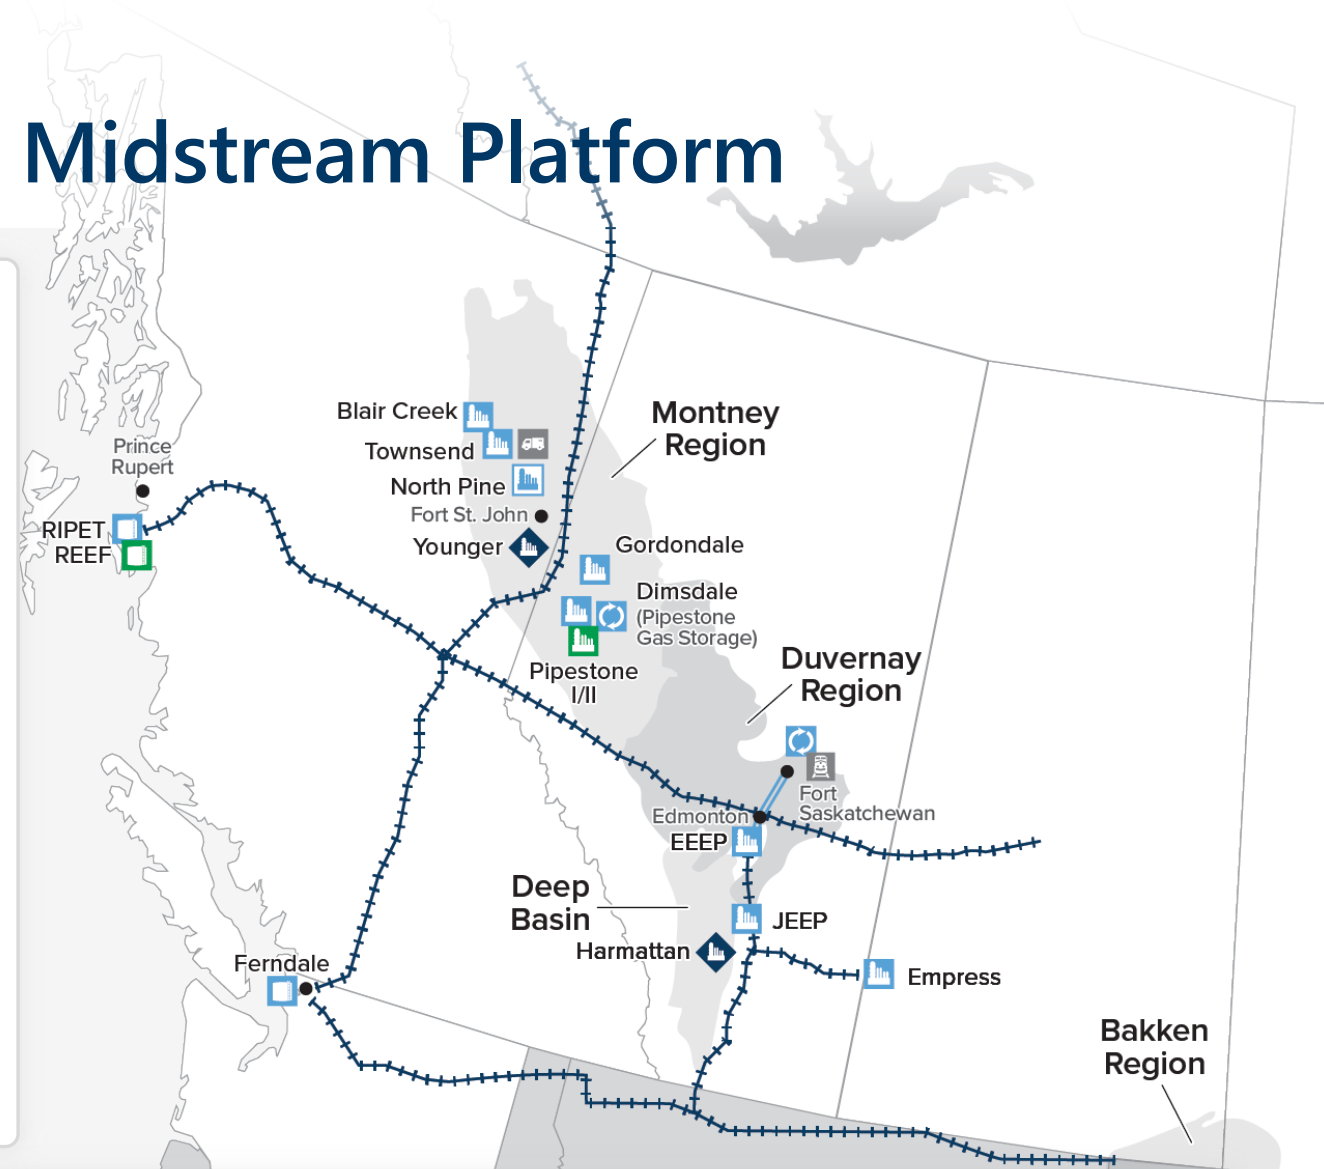 Midstream Platform
Blair Creek
Montney
Region
Townsend
Prince
Rupert
North Pine
Fort St. John
RIPET
REEF
Younger
Gordondale
Dimsdale
(Pipestone
Gas Storage)
Pipestone
I/II
Duvernay
Region
Fort
Saskatchewan
Edmonton
EEEP
Deep
Basin
JEEP
Harmattan
Ferndale
Empress
Bakken
Region